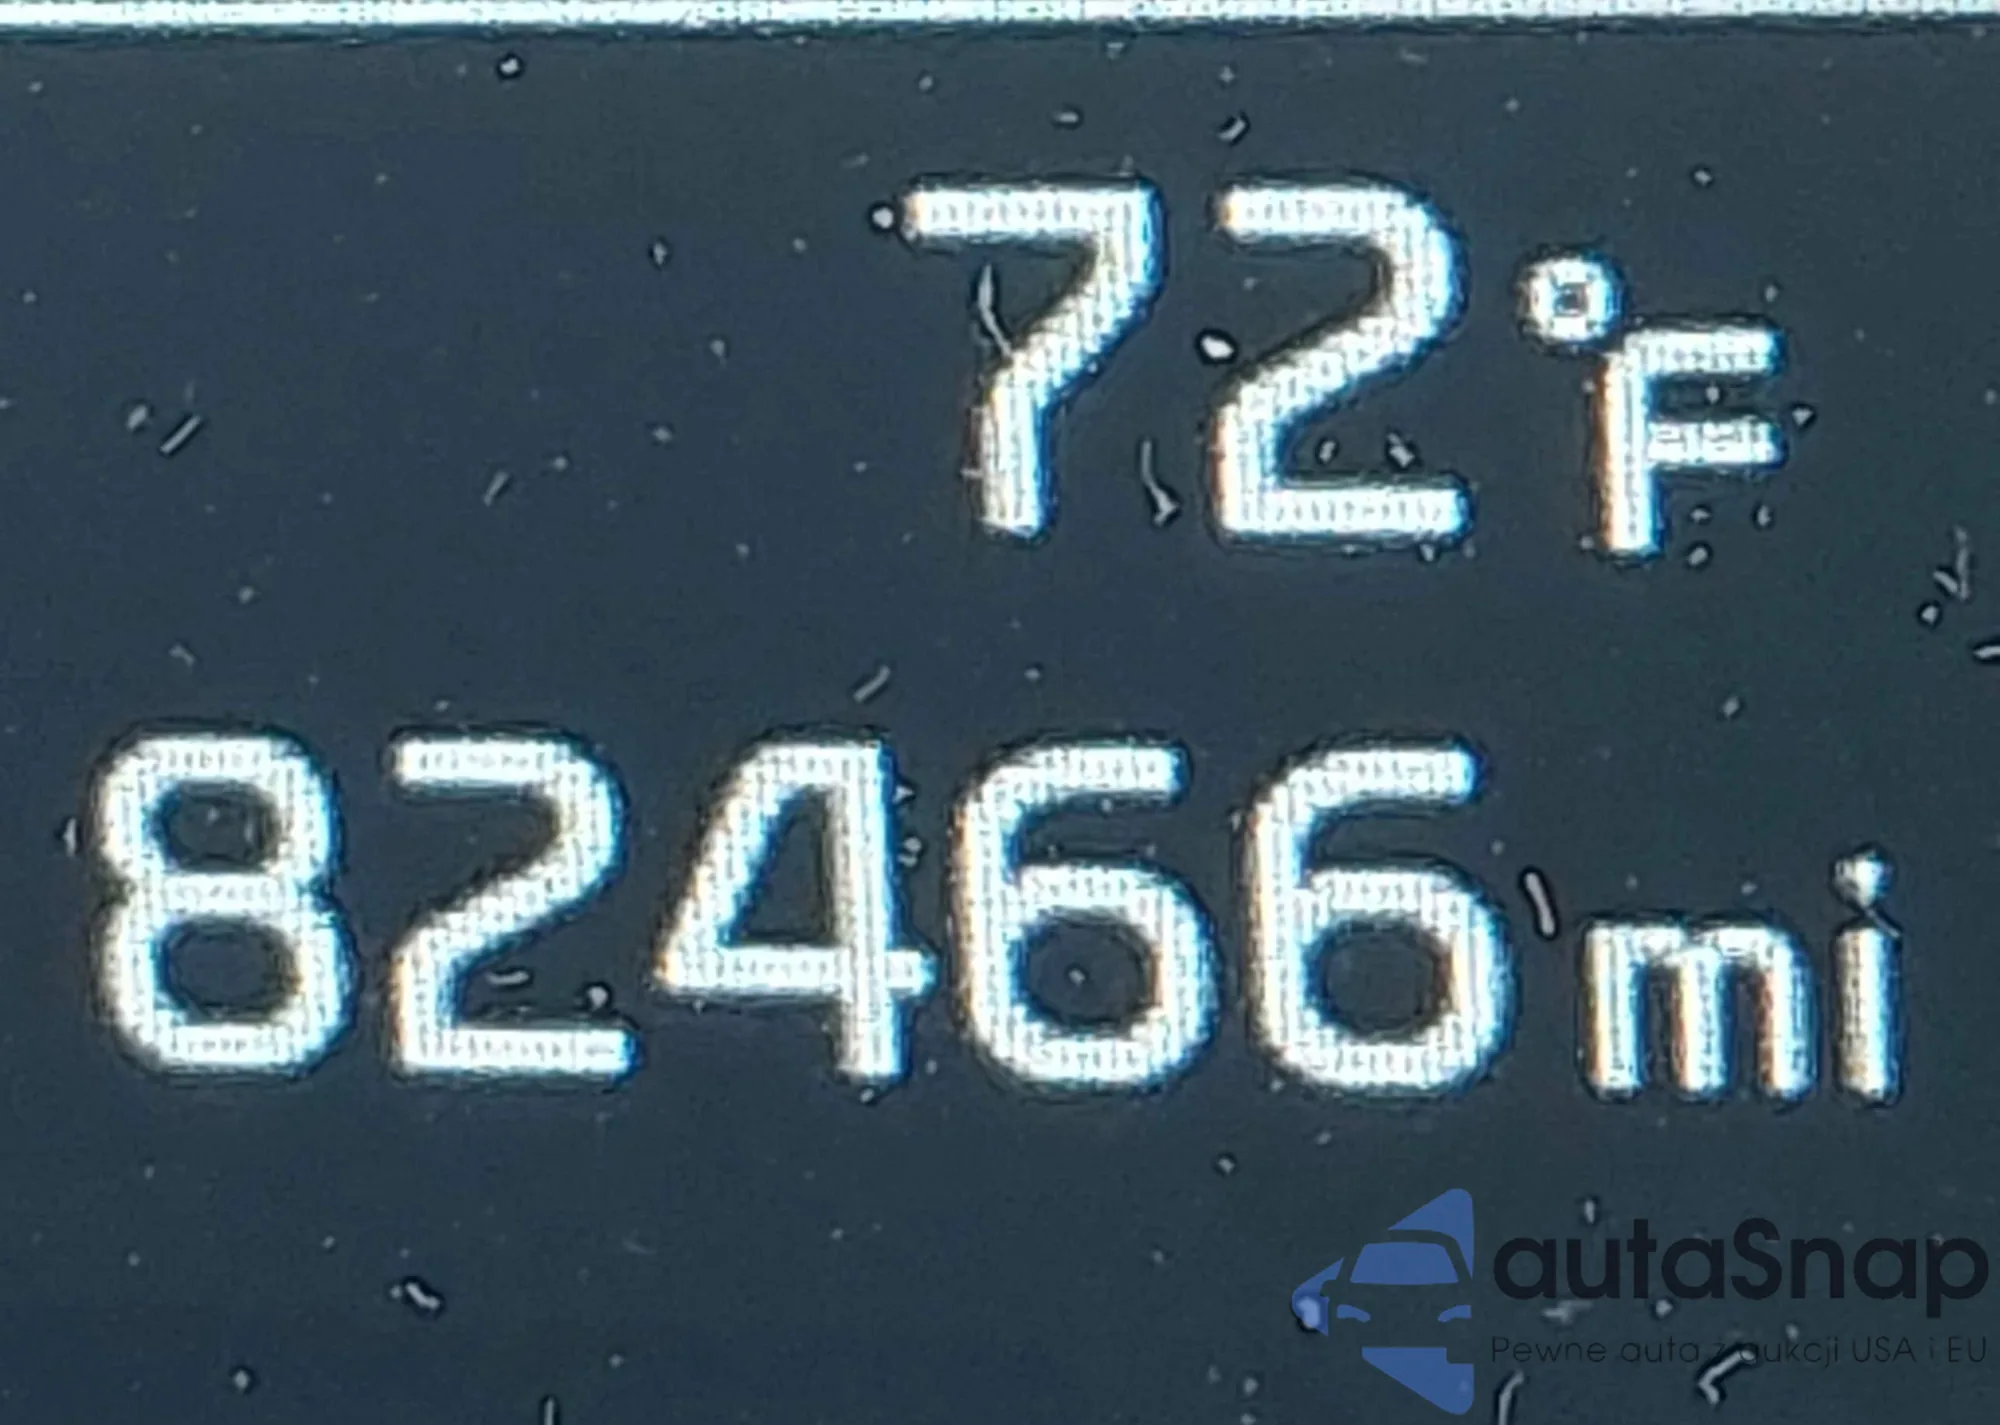 72°F
82466mi
autaSnap
Pewne auta z aukcji USA i EU